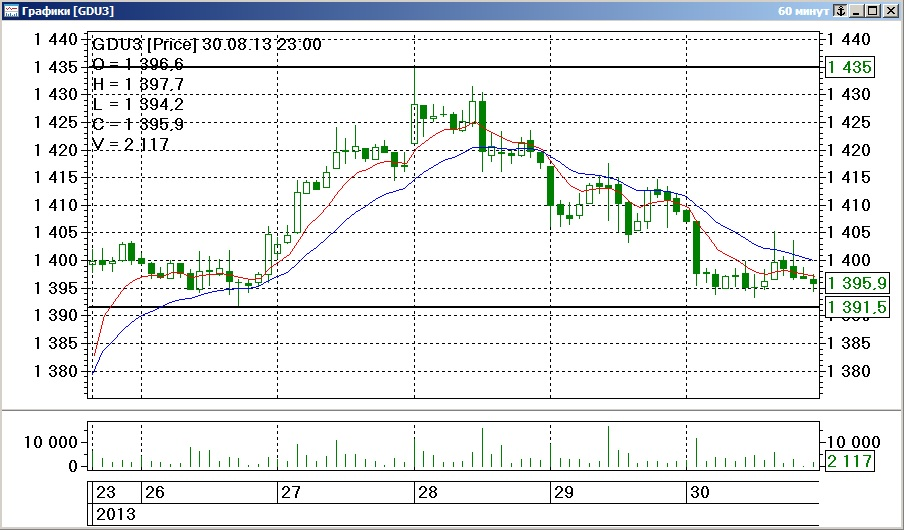 Графики [GDU3]
60 минут
1 440 1 440
GDU3 [Price] 30.08.13 23:00
O = 1 396,6
1 435 1 435
H = 1 397,7
1 430 1 430
L = 1 394,2
1 425 1 425
C = 1 395,9
1 420 1 420
V = 2 117
1 415 1 415
1 410 1 410
1 405 1 405
1 400 1 400
1 395 1 395,9
1 390 1 391,5
1 385 1 385
1 380 1 380
10 000 10 000
0 2 117
23 26 27 28 29 30
2013